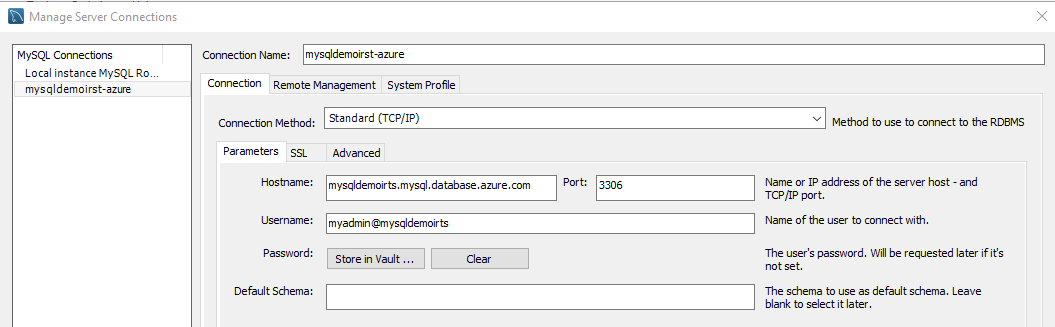 Manage Server Connections
MySQL Connections
Local instance MySQL Ro...
mysqldemoirst-azure
Connection Name: mysqldemoirst-azure
Connection Remote Management System Profile
Connection Method: Standard (TCP/IP) Method to use to connect to the RDBMS
Parameters SSL Advanced
Hostname: mysqldemoirts.mysql.database.azure.com Port: 3306 Name or IP address of the server host - and
TCP/IP port.
Username: myadmin@mysqldemoirts Name of the user to connect with.
Password: Store in Vault ... Clear The user's password. Will be requested later if it's
not set.
Default Schema: The schema to use as default schema. Leave
blank to select it later.